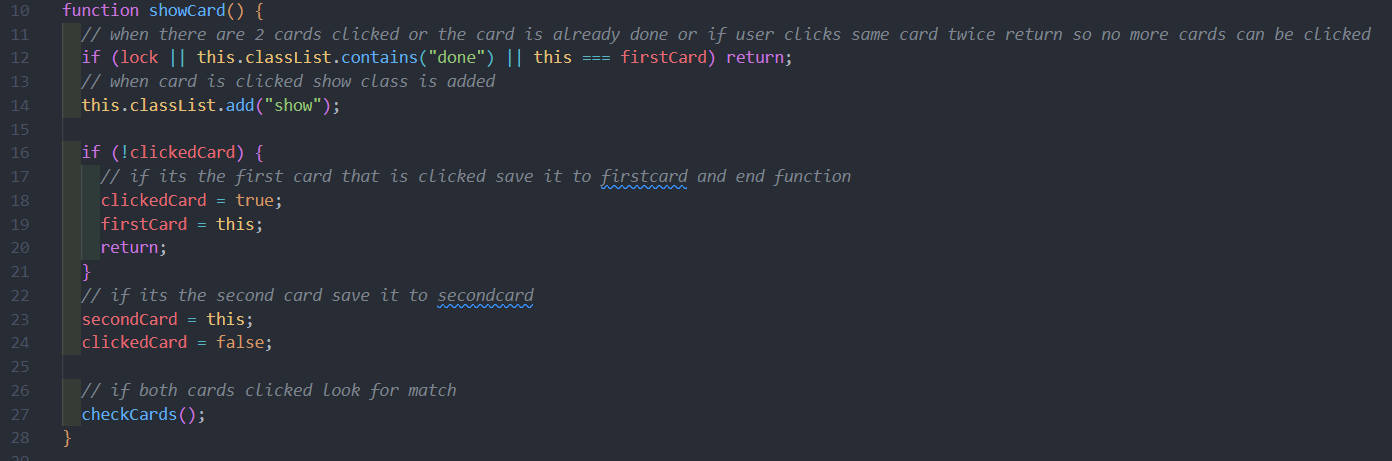 10 function showCard() {
11 // when there are 2 cards clicked or the card is already done or if user clicks same card twice return so no more cards can be clicked
12 if (lock || this.classList.contains("done") || this === firstCard) return;
13 // when card is clicked show class is added
14 this.classList.add("show");
15
16 if (!clickedCard) {
17 // if its the first card that is clicked save it to firstcard and end function
18 clickedCard = true;
19 firstCard = this;
20 return;
21 }
22 // if its the second card save it to secondcard
23 secondCard = this;
24 clickedCard = false;
25
26 // if both cards clicked look for match
27 checkCards();
28 }